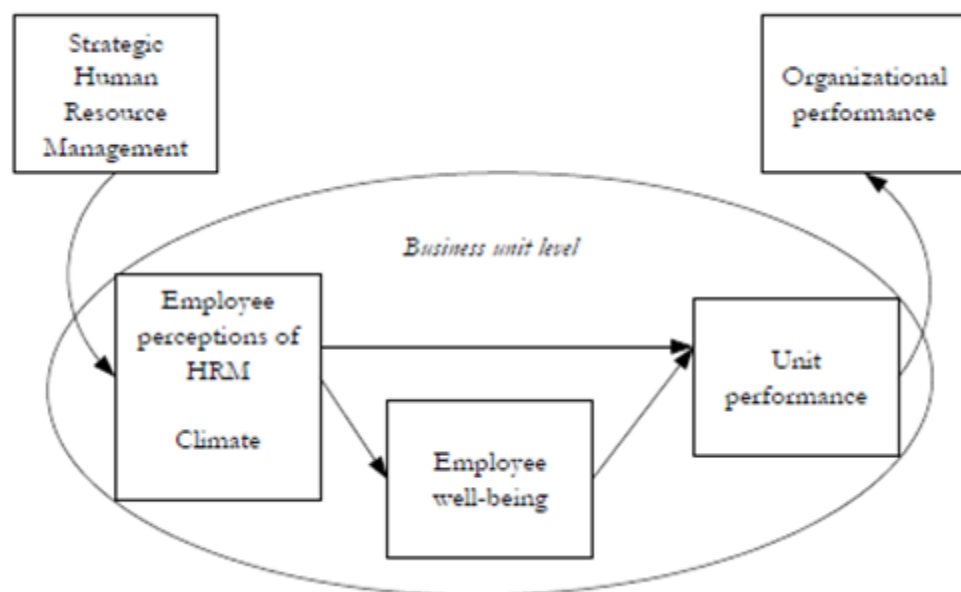 Strategic
Human
Resource
Management
Organizational
performance
Business unit level
Employee
perceptions of
HRM
Climate
Unit
performance
Employee
well-being